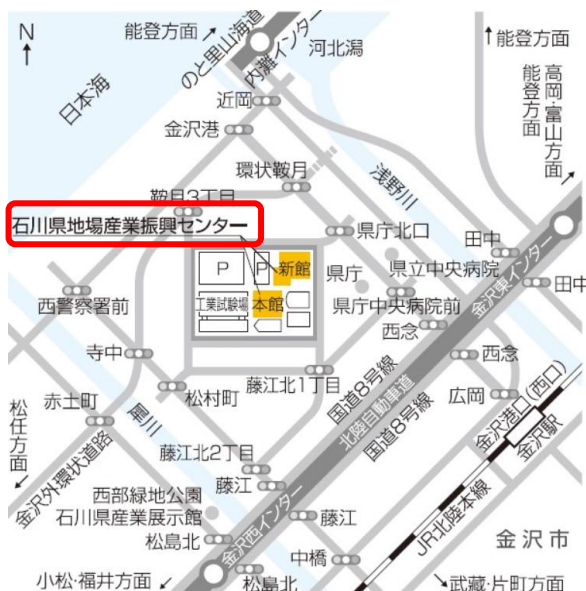 N
能登方面
のと里山海道
内灘インター
河北潟
能登方面
日本海
近岡
金沢港
高岡・富山方面
能登方面
環状鞍月
浅野川
鞍月3丁目
石川県地場産業振興センター
県庁北口
田中
P
P
新館
県庁
県立中央病院
金沢東インター
田中
西警察署前
工業試験場
本館
県庁中央病院前
西念
寺中
藤江北1丁目
国道8号線
北陸自動車道
国道8号線
西念
松村町
広岡
金沢港口(西口)
金沢駅
赤土町
松任方面
金沢外環状道路
犀川
藤江北2丁目
藤江
西部緑地公園
石川県産業展示館
藤江
JR北陸本線
金沢市
松島北
金沢西インター
中橋
小松・福井方面
松島北
武蔵・片町方面